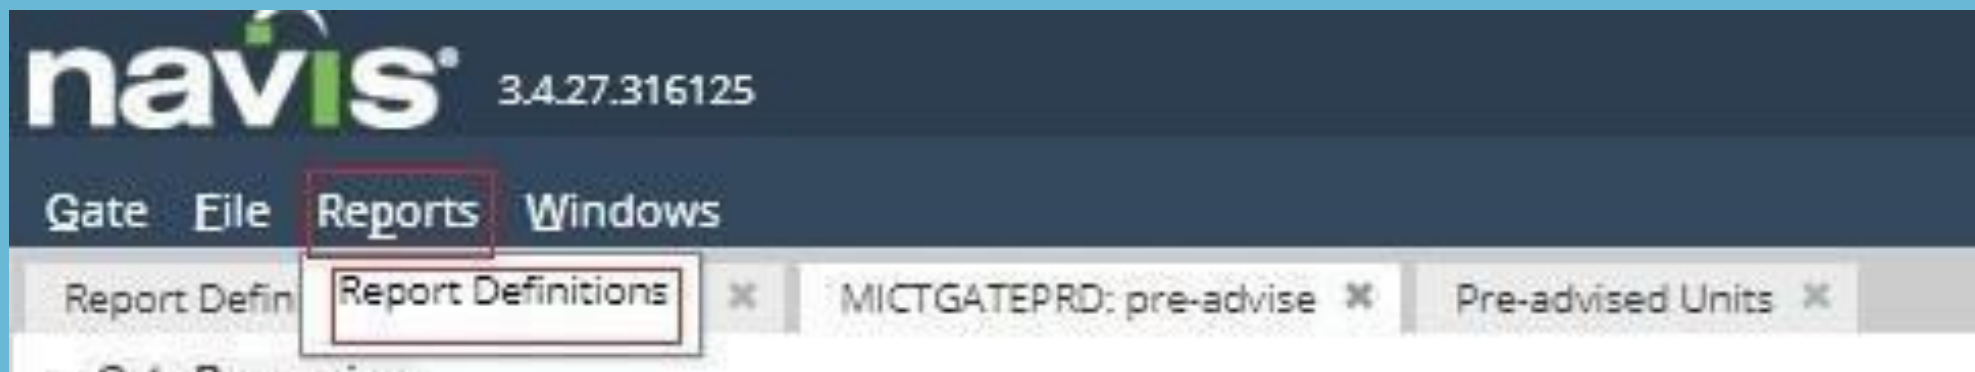 navis 3.4.27.316125
Gate File Reports Windows
Report Defin Report Definitions MICTGATEPRD: pre-advise Pre-advised Units